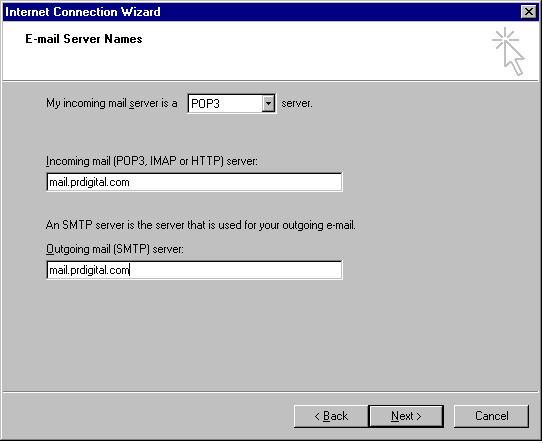 Internet Connection Wizard
E-mail Server Names
My incoming mail server is a POP3 server.
Incoming mail (POP3, IMAP or HTTP) server:
mail.prdigital.com
An SMTP server is the server that is used for your outgoing e-mail.
Outgoing mail (SMTP) server:
mail.prdigital.com
< Back Next > Cancel